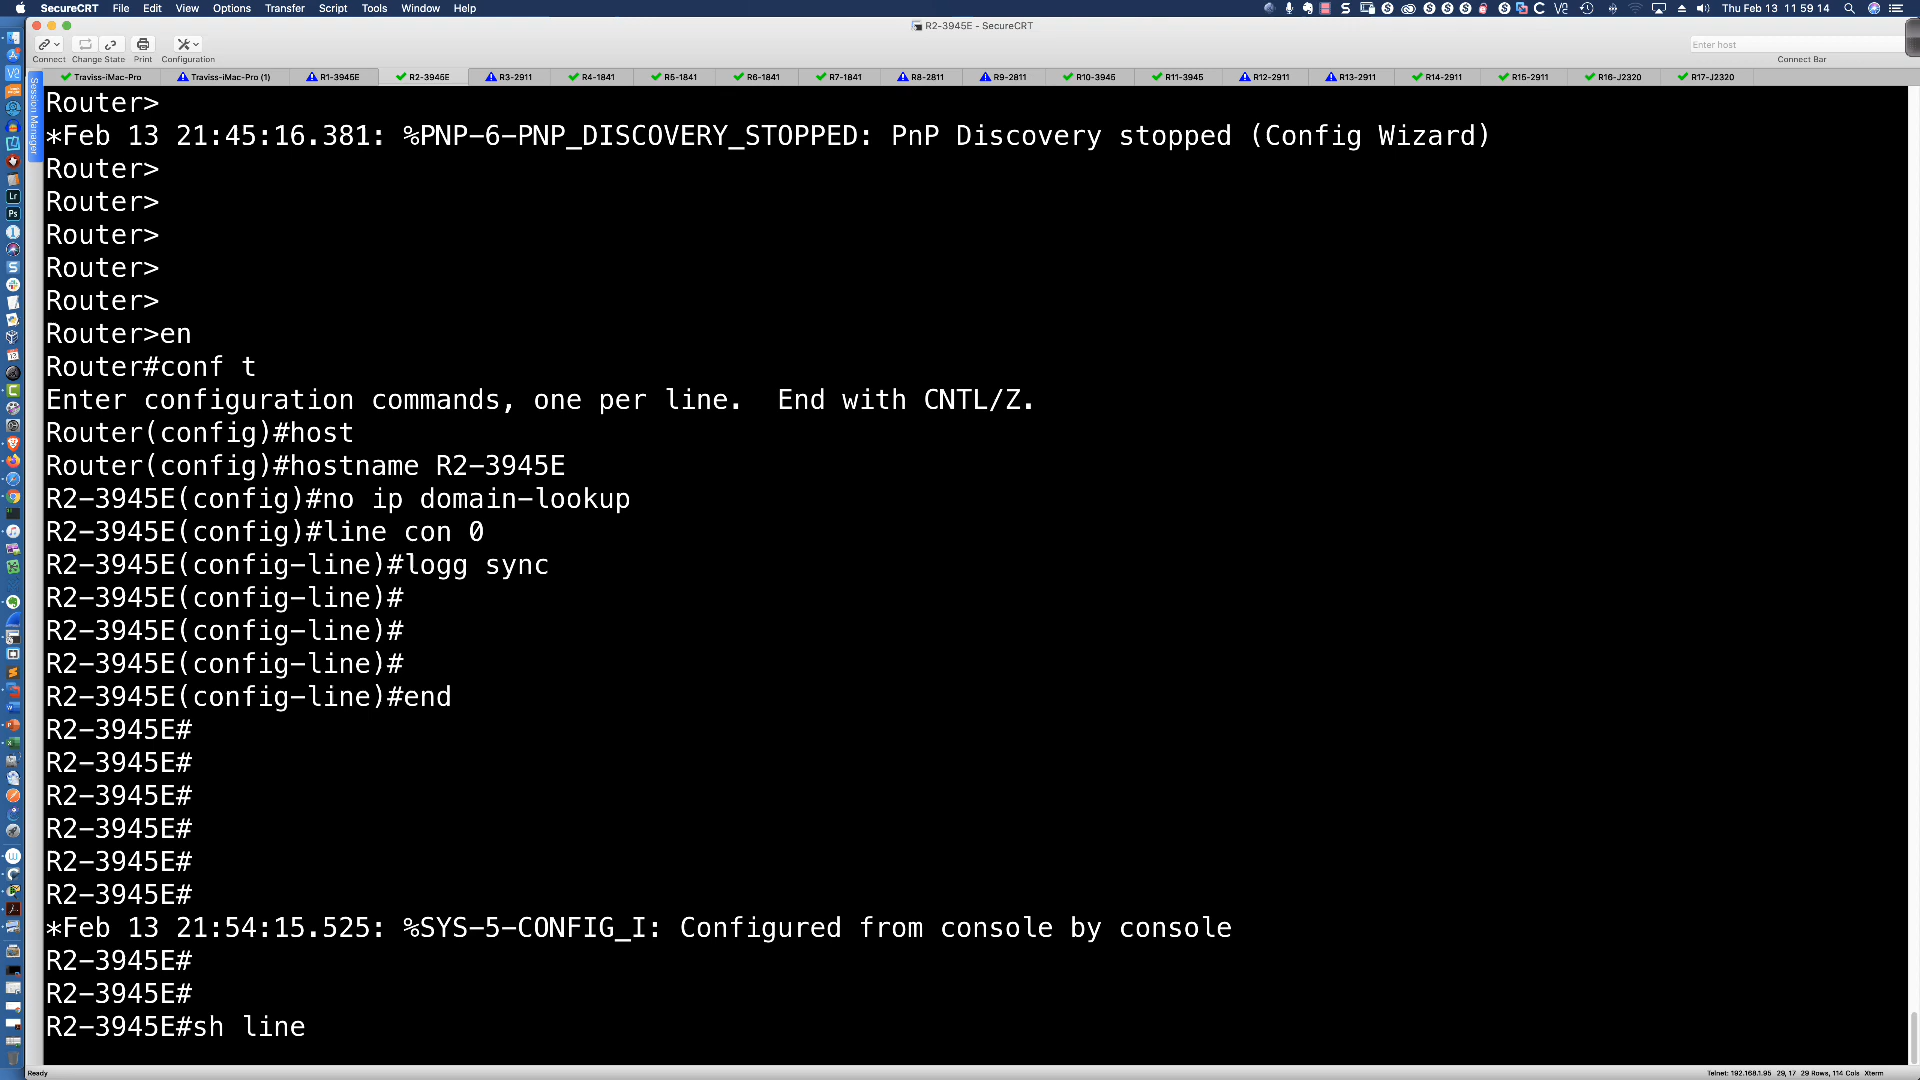 SecureCRT File Edit View Options Transfer Script Tools Window Help Thu Feb 13 11 59 14
R2-3945E - SecureCRT
Enter host
Connect Change State Print Configuration Connect Bar
Traviss-iMac-Pro Traviss-iMac-Pro (1) R1-3945E R2-3945E R3-2911 R4-1841 R5-1841 R6-1841 R7-1841 R8-2811 R9-2811 R10-3945 R11-3945 R12-2911 R13-2911 R14-2911 R15-2911 R16-J2320 R17-J2320
Session Manager
Router>
*Feb 13 21:45:16.381: %PNP-6-PNP_DISCOVERY_STOPPED: PnP Discovery stopped (Config Wizard)
Router>
Router>
Router>
Router>
Router>
Router>en
Router#conf t
Enter configuration commands, one per line.  End with CNTL/Z.
Router(config)#host
Router(config)#hostname R2-3945E
R2-3945E(config)#no ip domain-lookup
R2-3945E(config)#line con 0
R2-3945E(config-line)#logg sync
R2-3945E(config-line)#
R2-3945E(config-line)#
R2-3945E(config-line)#
R2-3945E(config-line)#end
R2-3945E#
R2-3945E#
R2-3945E#
R2-3945E#
R2-3945E#
R2-3945E#
*Feb 13 21:54:15.525: %SYS-5-CONFIG_I: Configured from console by console
R2-3945E#
R2-3945E#
R2-3945E#sh line
Ready Telnet: 192.168.1.95 29, 17 29 Rows, 114 Cols Xterm